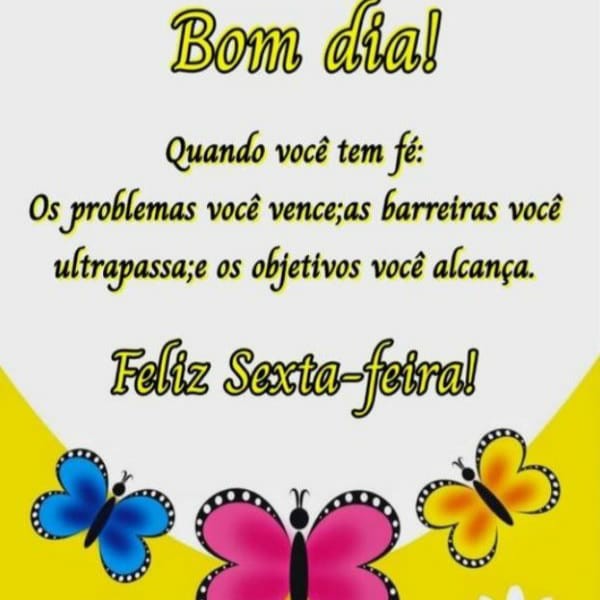 Bom dia!
Quando você tem fé:
Os problemas você vence;as barreiras você
ultrapassa;e os objetivos você alcança.
Feliz Sexta-feira!